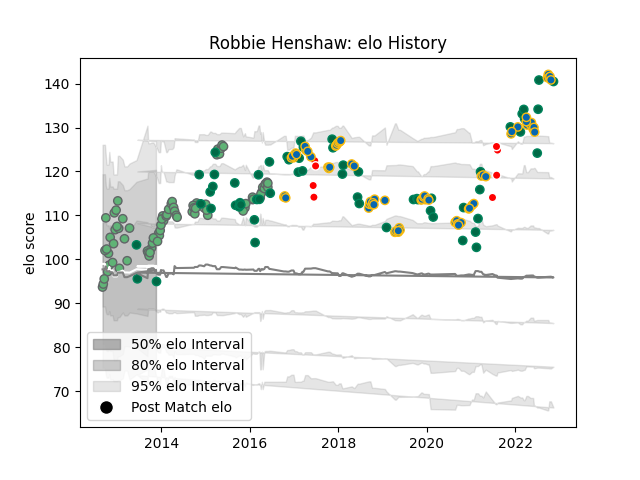 Robbie Henshaw: elo History
elo score
140
130
120
110
100
90
80
70
50% elo Interval
80% elo Interval
95% elo Interval
Post Match elo
2014
2016
2018
2020
2022